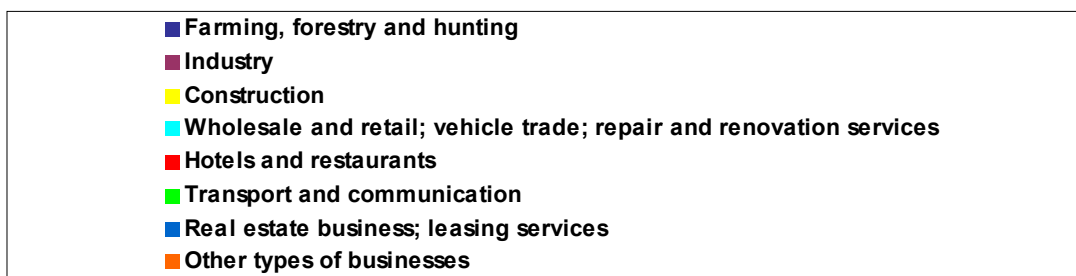 Farming, forestry and hunting
Industry
Construction
Wholesale and retail; vehicle trade; repair and renovation services
Hotels and restaurants
Transport and communication
Real estate business; leasing services
Other types of businesses